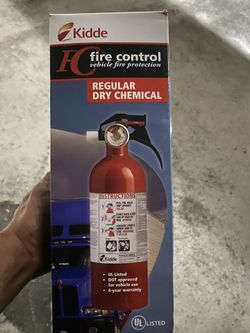 Kidde
FC fire control
vehicle fire protection
REGULAR
DRY CHEMICAL
INSTRUCTIONS
Kidde
• UL Listed
• DOT approved
for vehicle use
• 6-year warranty
UL LISTED